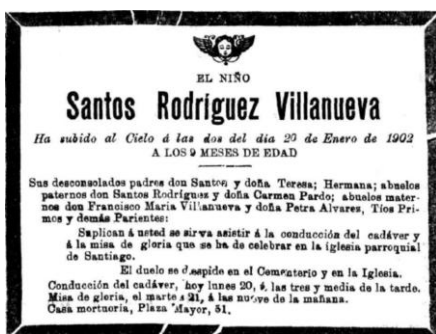 EL NIÑO
Santos Rodríguez Villanueva
Ha subido al Cielo á las dos del dia 20 de Enero de 1902
A LOS 9 MESES DE EDAD
Sus desconsolados padres don Santos y doña Teresa; Hermana; abuelos
paternos don Santos Rodríguez y doña Carmen Pardo; abuelos mater-
nos don Francisco María Villanueva y doña Petra Alvares, Tíos Pri-
mos y demás Parientes:
Suplican á usted se sirva asistir á la conducción del cadáver y
á la misa de gloria que se ha de celebrar en la iglesia parroquial
de Santiago.
El duelo se despide en el Cementerio y en la Iglesia.
Conducción del cadáver, hoy lunes 20, á las tres y media de la tarde.
Misa de gloria, el martes 21, á las nueve de la mañana.
Casa mortuoria, Plaza Mayor, 51.